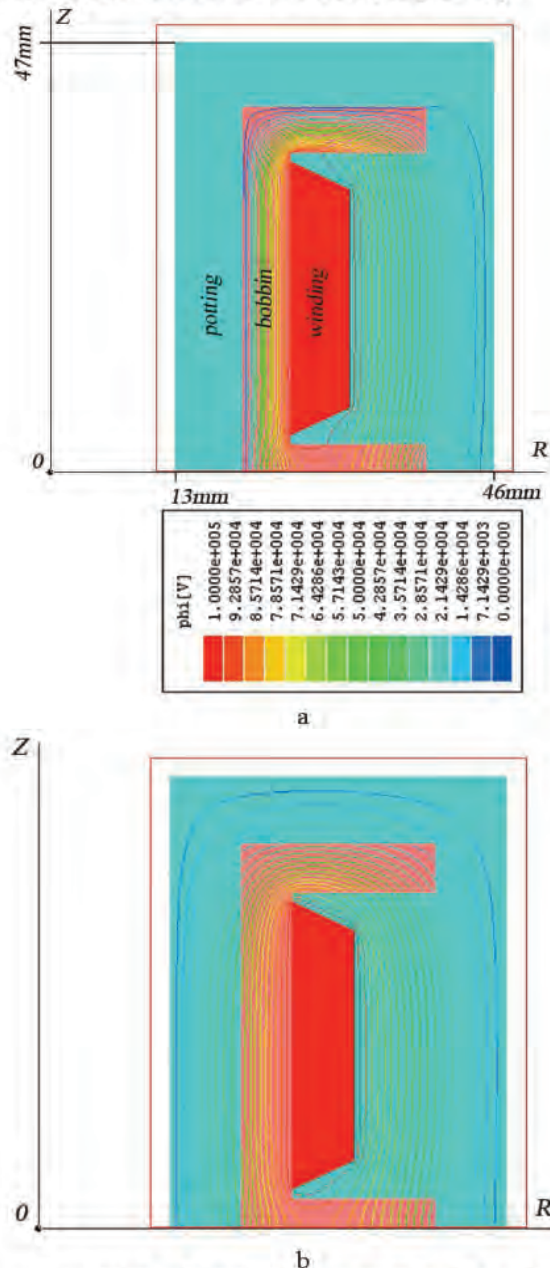 Z
47mm
potting
bobbin
winding
0
R
13mm
46mm
phi[V]
1.0000e+005
9.2857e+004
8.5714e+004
7.8571e+004
7.1429e+004
6.4286e+004
5.7143e+004
5.0000e+004
4.2857e+004
3.5714e+004
2.8571e+004
2.1429e+004
1.4286e+004
7.1429e+003
0.0000e+000
a
Z
0
R
b